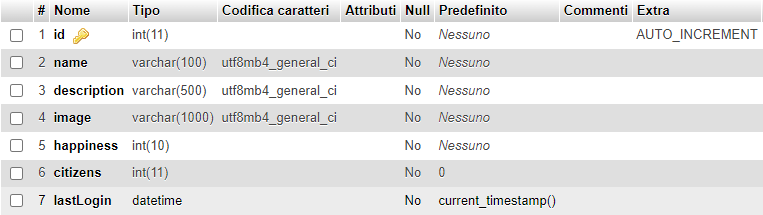 # Nome Tipo Codifica caratteri Attributi Null Predefinito Commenti Extra
1 id int(11) No Nessuno AUTO_INCREMENT
2 name varchar(100) utf8mb4_general_ci No Nessuno
3 description varchar(500) utf8mb4_general_ci No Nessuno
4 image varchar(1000) utf8mb4_general_ci No Nessuno
5 happiness int(10) No Nessuno
6 citizens int(11) No 0
7 lastLogin datetime No current_timestamp()